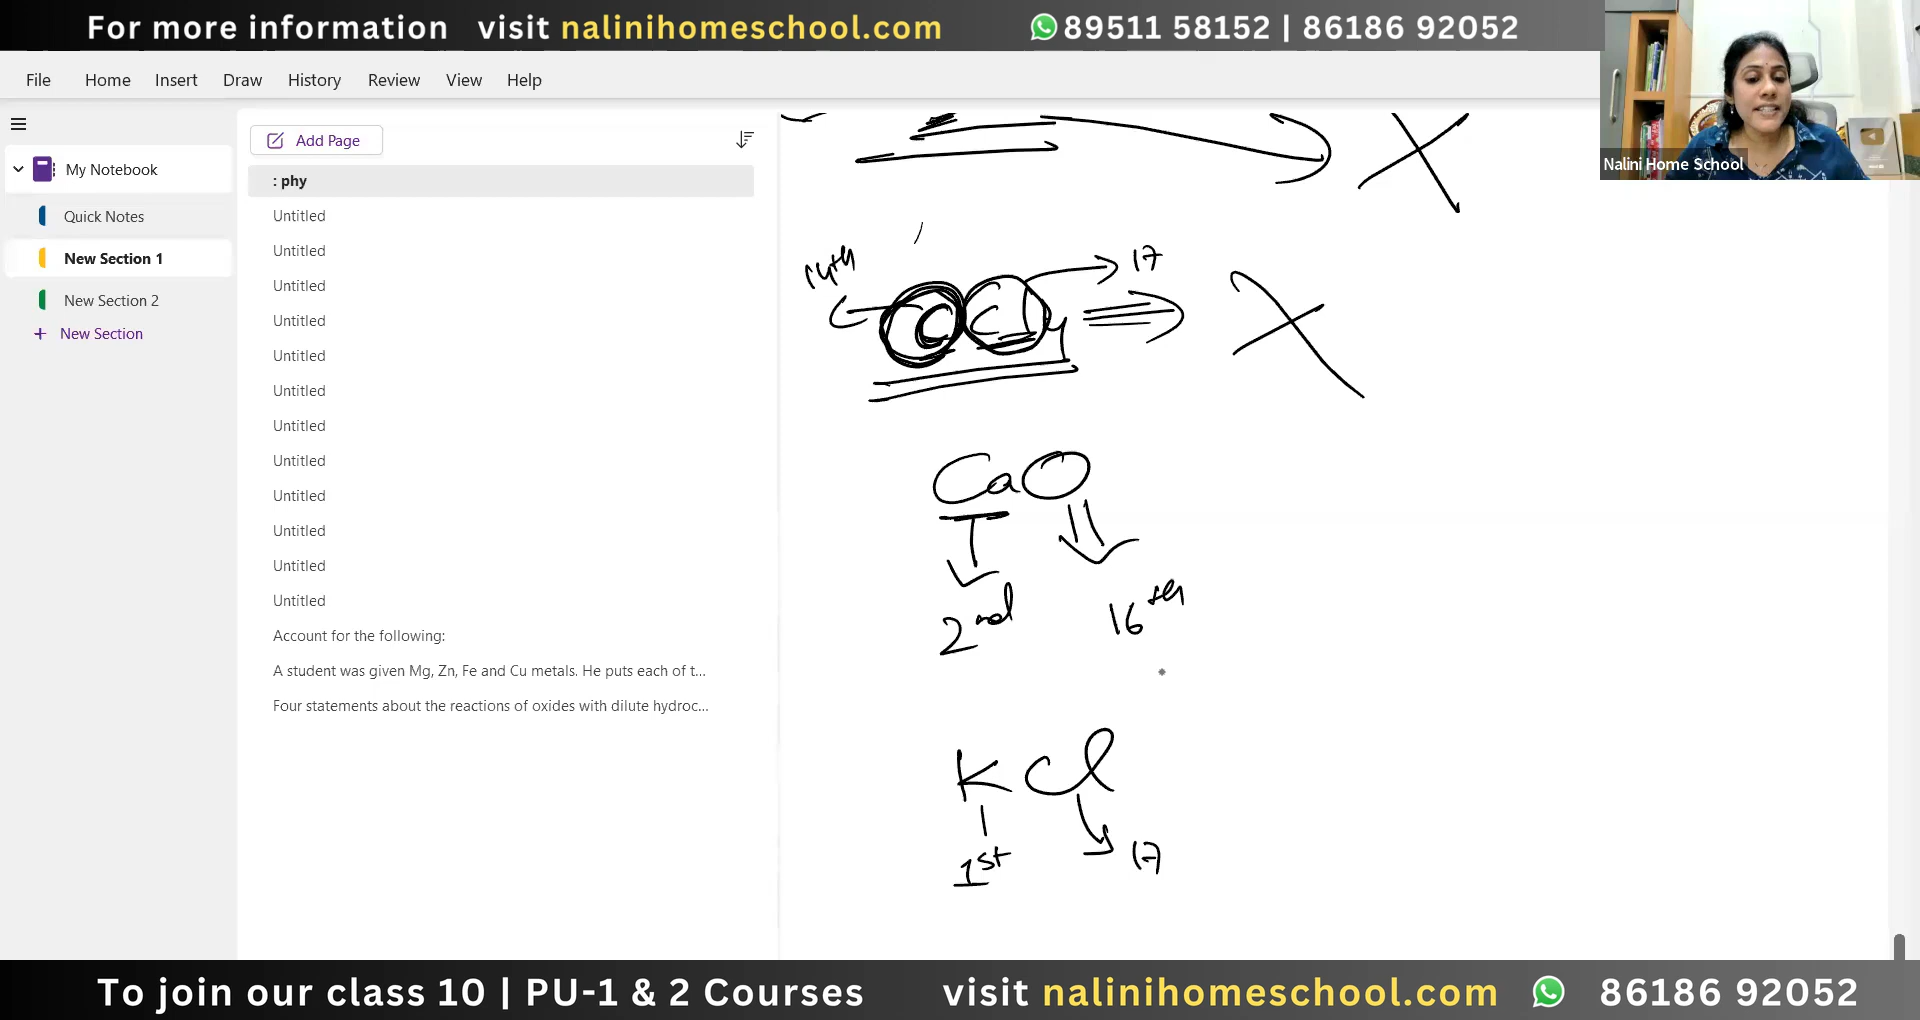 For more information visit nalinihomeschool.com 89511 58152 | 86186 92052
File Home Insert Draw History Review View Help
Nalini Home School
My Notebook
Quick Notes
New Section 1
New Section 2
+ New Section
Add Page
: phy
Untitled
Untitled
Untitled
Untitled
Untitled
Untitled
Untitled
Untitled
Untitled
Untitled
Untitled
Untitled
Account for the following:
A student was given Mg, Zn, Fe and Cu metals. He puts each of t...
Four statements about the reactions of oxides with dilute hydroc...
14th 17
C Cl4
CaO
2nd 16th
KCl
1st 17
To join our class 10 | PU-1 & 2 Courses visit nalinihomeschool.com 86186 92052